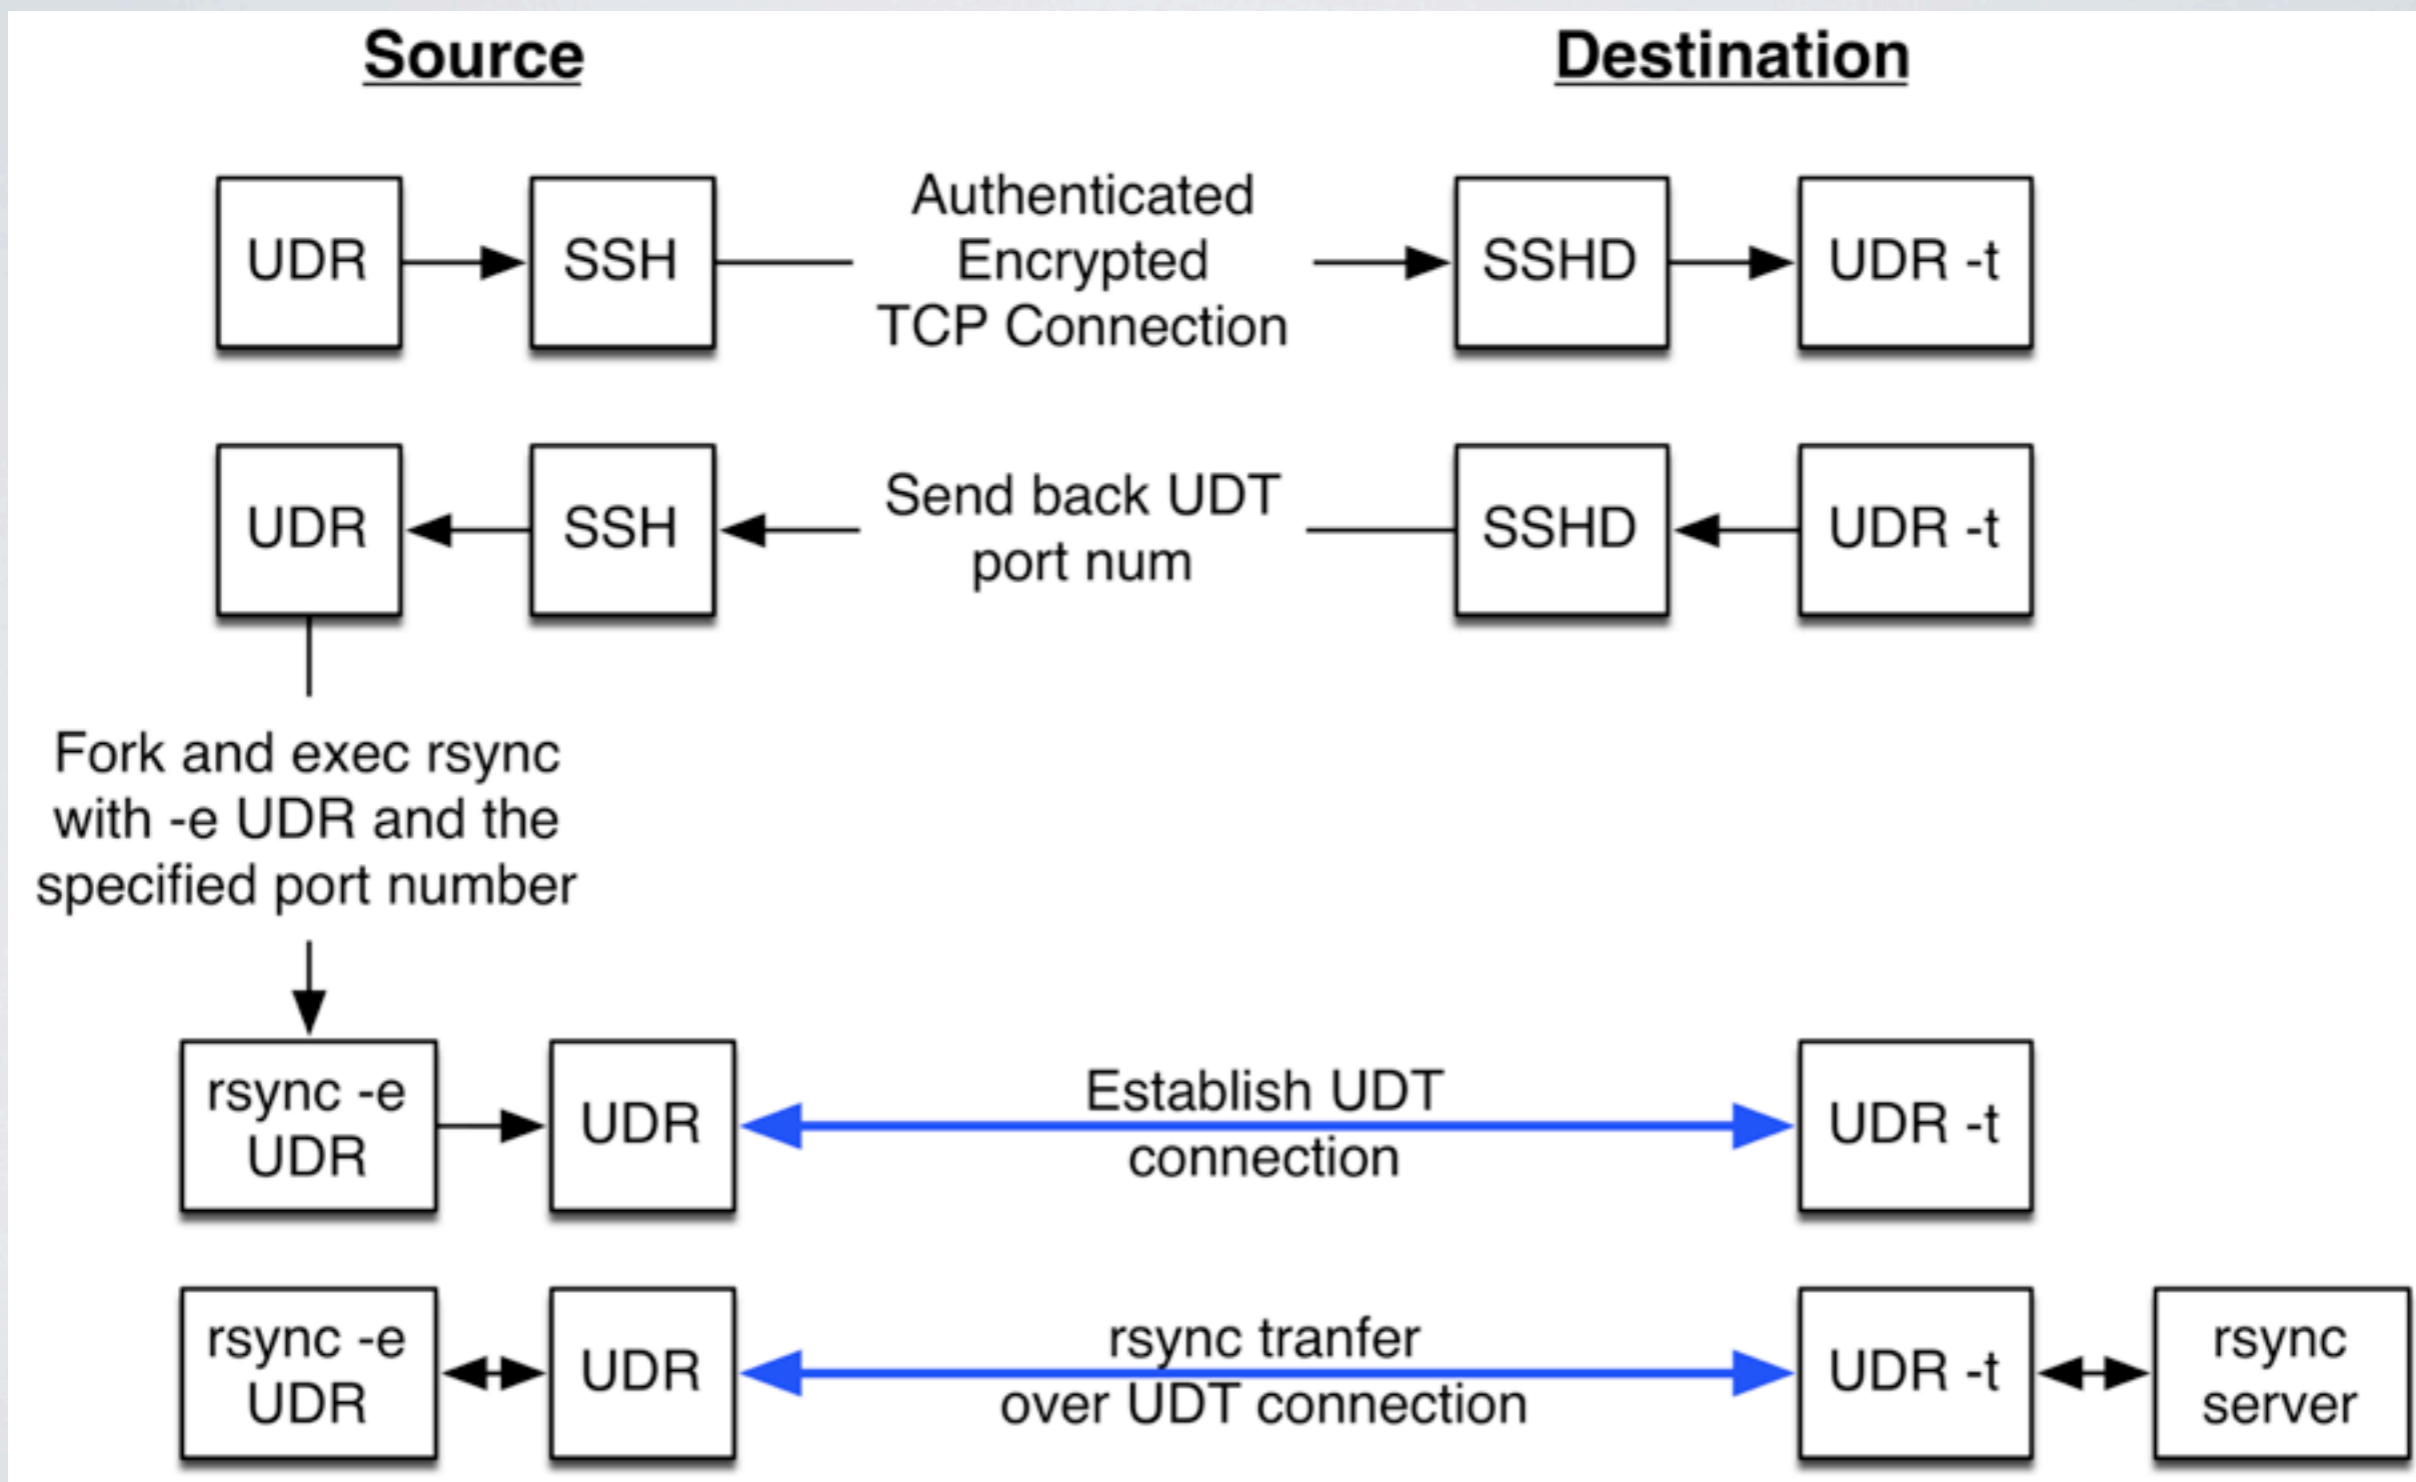 Source
Destination
UDR
SSH
Authenticated
Encrypted
TCP Connection
SSHD
UDR -t
UDR
SSH
Send back UDT
port num
SSHD
UDR -t
Fork and exec rsync
with -e UDR and the
specified port number
rsync -e
UDR
UDR
Establish UDT
connection
UDR -t
rsync -e
UDR
UDR
rsync tranfer
over UDT connection
UDR -t
rsync
server